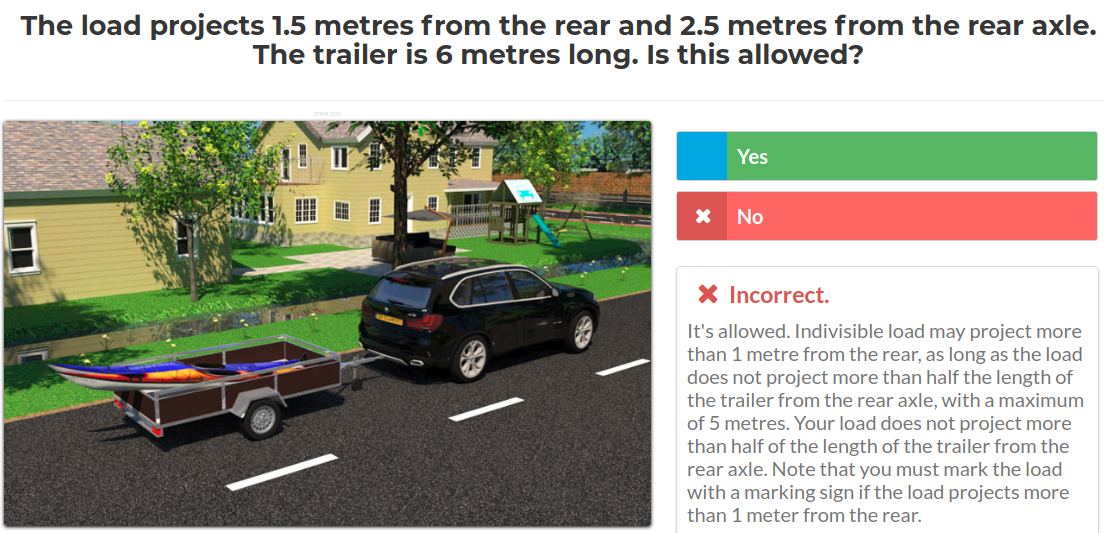 The load projects 1.5 metres from the rear and 2.5 metres from the rear axle.
The trailer is 6 metres long. Is this allowed?
Yes
No
Incorrect.
It's allowed. Indivisible load may project more
than 1 metre from the rear, as long as the load
does not project more than half the length of
the trailer from the rear axle, with a maximum
of 5 metres. Your load does not project more
than half of the length of the trailer from the
rear axle. Note that you must mark the load
with a marking sign if the load projects more
than 1 meter from the rear.